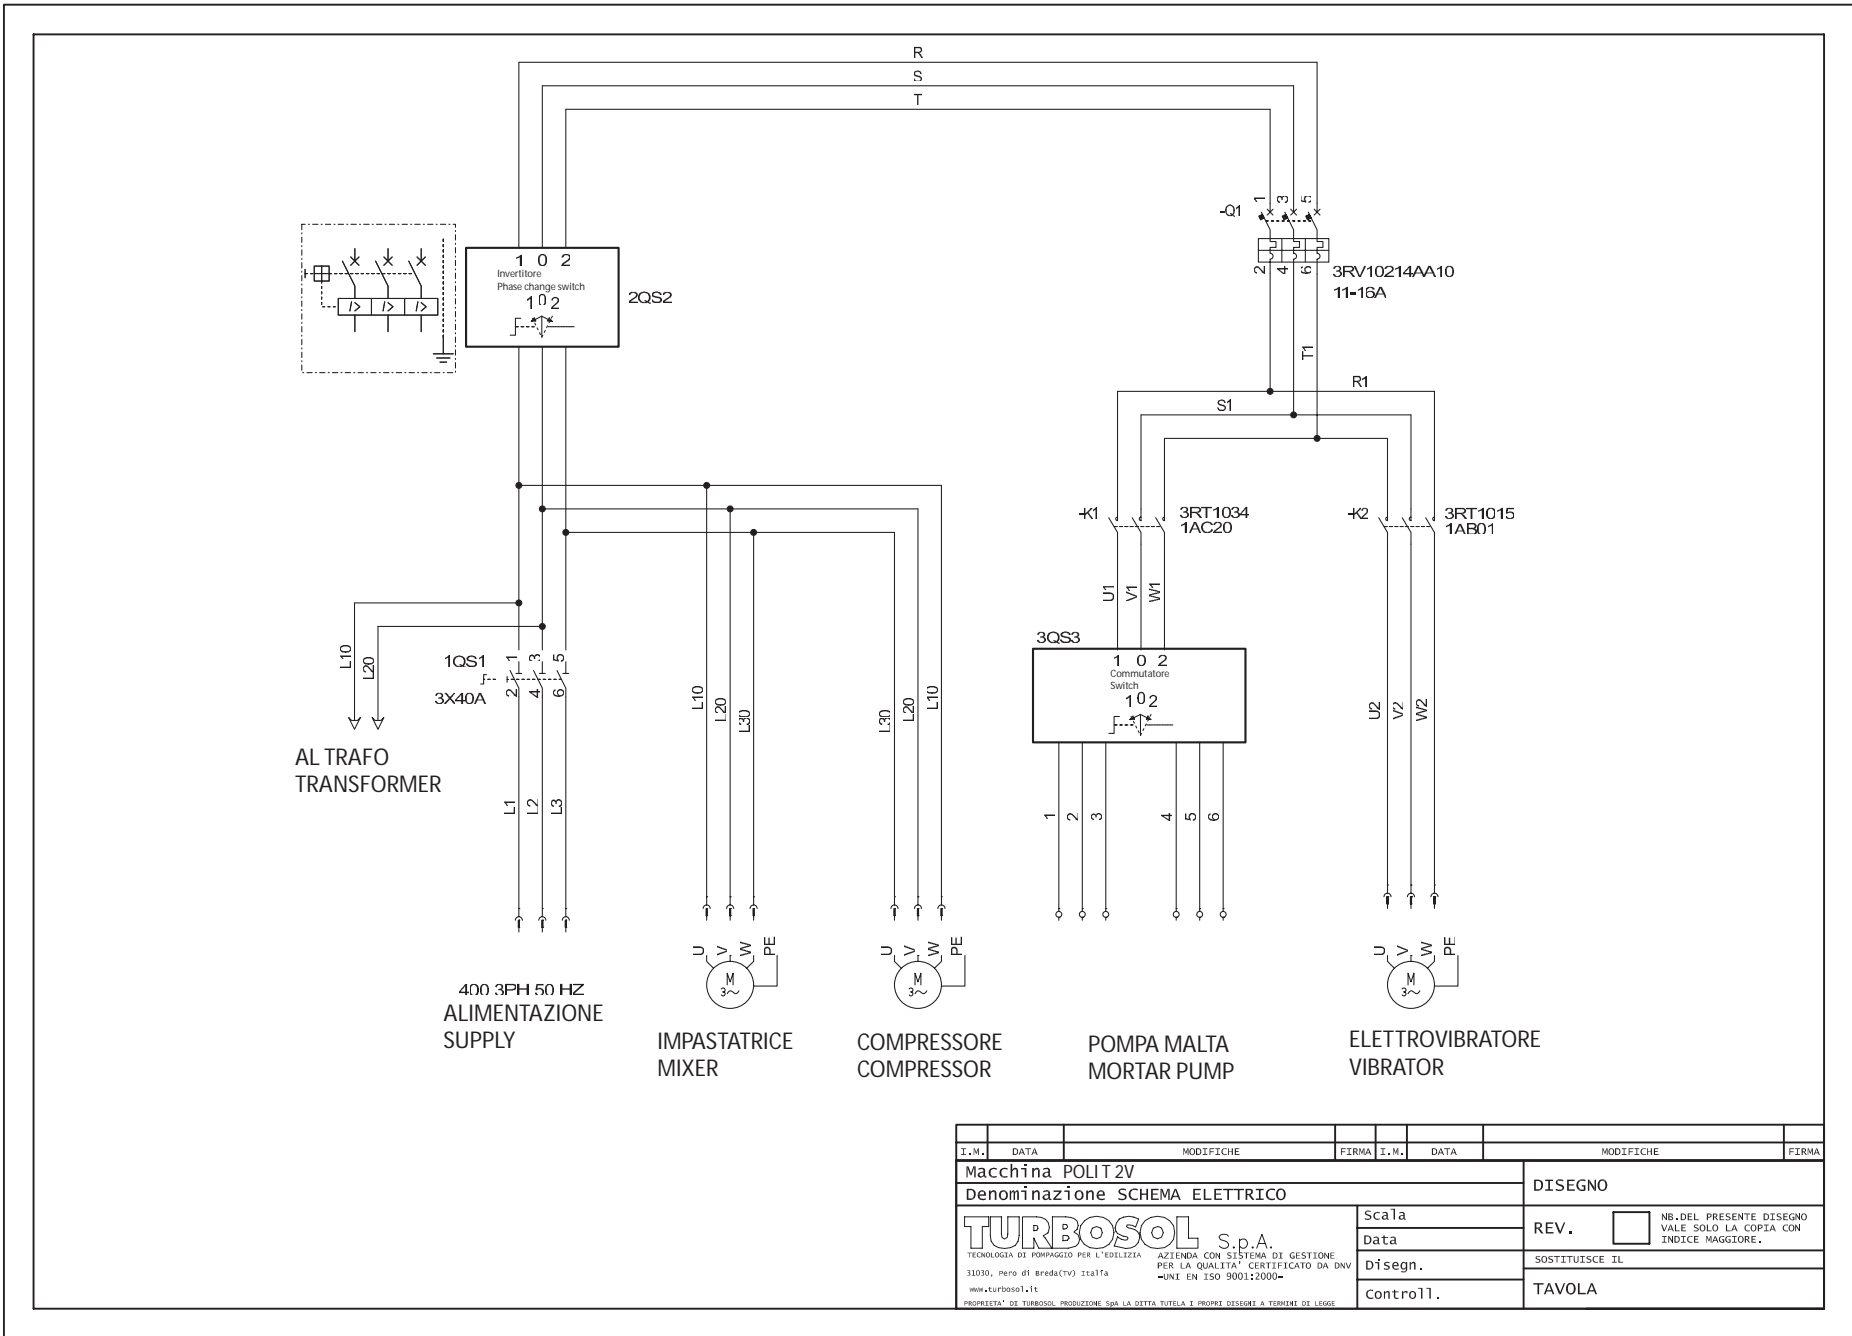 R
S
T
-Q1
1 3 5
2 4 6
3RV10214AA10
11-16A
1 0 2
Invertitore
Phase change switch
1 0 2
2QS2
I> I> I>
T1
R1
S1
-K1
3RT1034
1AC20
-K2
3RT1015
1AB01
U1 V1 W1
L10
L20
1QS1
3X40A
1 3 5
2 4 6
L10 L20 L30
L30 L20 L10
3QS3
1 0 2
Commutatore
Switch
1 0 2
U2 V2 W2
AL TRAFO
TRANSFORMER
L1 L2 L3
1 2 3 4 5 6
U V W PE
M
3~
U V W PE
M
3~
U V W PE
M
3~
400 3PH 50 HZ
ALIMENTAZIONE
SUPPLY
IMPASTATRICE
MIXER
COMPRESSORE
COMPRESSOR
POMPA MALTA
MORTAR PUMP
ELETTROVIBRATORE
VIBRATOR
I.M. DATA MODIFICHE FIRMA I.M. DATA MODIFICHE FIRMA
Macchina POLI T 2V
Denominazione SCHEMA ELETTRICO
DISEGNO
TURBOSOL S.p.A.
TECNOLOGIA DI POMPAGGIO PER L'EDILIZIA
31030, Pero di Breda(TV) Italia
www.turbosol.it
AZIENDA CON SISTEMA DI GESTIONE
PER LA QUALITA' CERTIFICATO DA DNV
-UNI EN ISO 9001:2000-
PROPRIETA' DI TURBOSOL PRODUZIONE SpA LA DITTA TUTELA I PROPRI DISEGNI A TERMINI DI LEGGE
Scala
Data
Disegn.
Controll.
REV.
NB.DEL PRESENTE DISEGNO
VALE SOLO LA COPIA CON
INDICE MAGGIORE.
SOSTITUISCE IL
TAVOLA